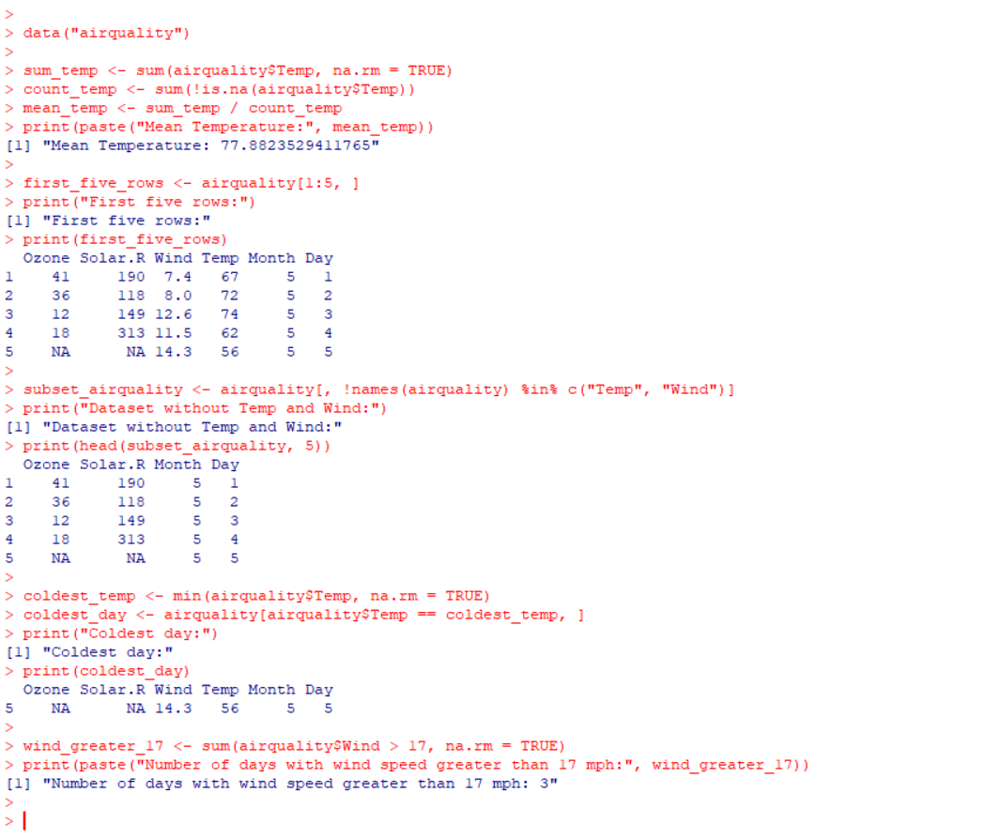 >
> data("airquality")
>
> sum_temp <- sum(airquality$Temp, na.rm = TRUE)
> count_temp <- sum(!is.na(airquality$Temp))
> mean_temp <- sum_temp / count_temp
> print(paste("Mean Temperature:", mean_temp))
[1] "Mean Temperature: 77.8823529411765"
>
> first_five_rows <- airquality[1:5, ]
> print("First five rows:")
[1] "First five rows:"
> print(first_five_rows)
  Ozone Solar.R Wind Temp Month Day
1    41     190  7.4   67     5   1
2    36     118  8.0   72     5   2
3    12     149 12.6   74     5   3
4    18     313 11.5   62     5   4
5    NA      NA 14.3   56     5   5
>
> subset_airquality <- airquality[, !names(airquality) %in% c("Temp", "Wind")]
> print("Dataset without Temp and Wind:")
[1] "Dataset without Temp and Wind:"
> print(head(subset_airquality, 5))
  Ozone Solar.R Month Day
1    41     190     5   1
2    36     118     5   2
3    12     149     5   3
4    18     313     5   4
5    NA      NA     5   5
>
> coldest_temp <- min(airquality$Temp, na.rm = TRUE)
> coldest_day <- airquality[airquality$Temp == coldest_temp, ]
> print("Coldest day:")
[1] "Coldest day:"
> print(coldest_day)
  Ozone Solar.R Wind Temp Month Day
5    NA      NA 14.3   56     5   5
>
> wind_greater_17 <- sum(airquality$Wind > 17, na.rm = TRUE)
> print(paste("Number of days with wind speed greater than 17 mph:", wind_greater_17))
[1] "Number of days with wind speed greater than 17 mph: 3"
>
>